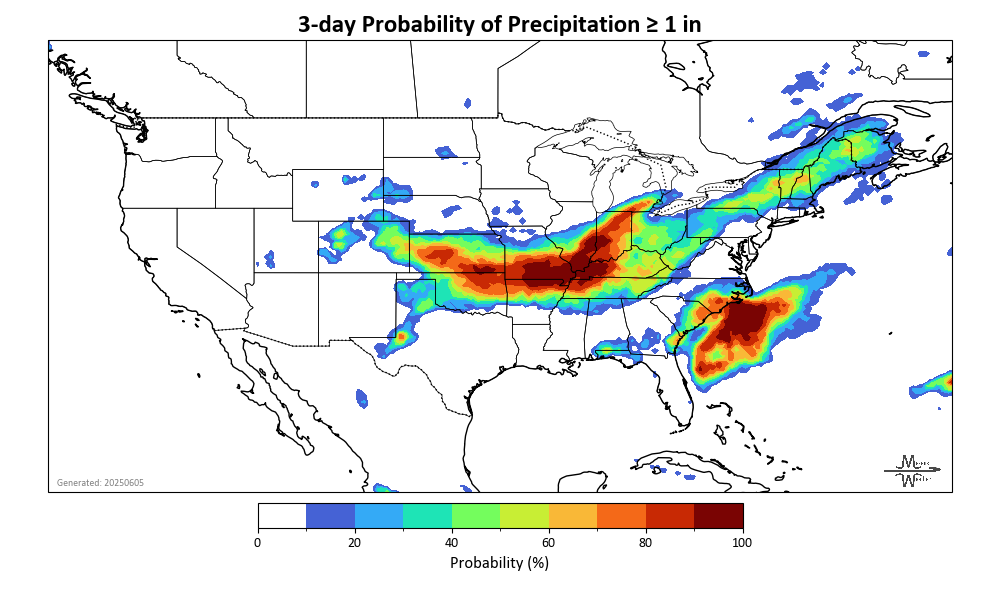 3-day Probability of Precipitation ≥ 1 in
Generated: 20250605
0 20 40 60 80 100
Probability (%)